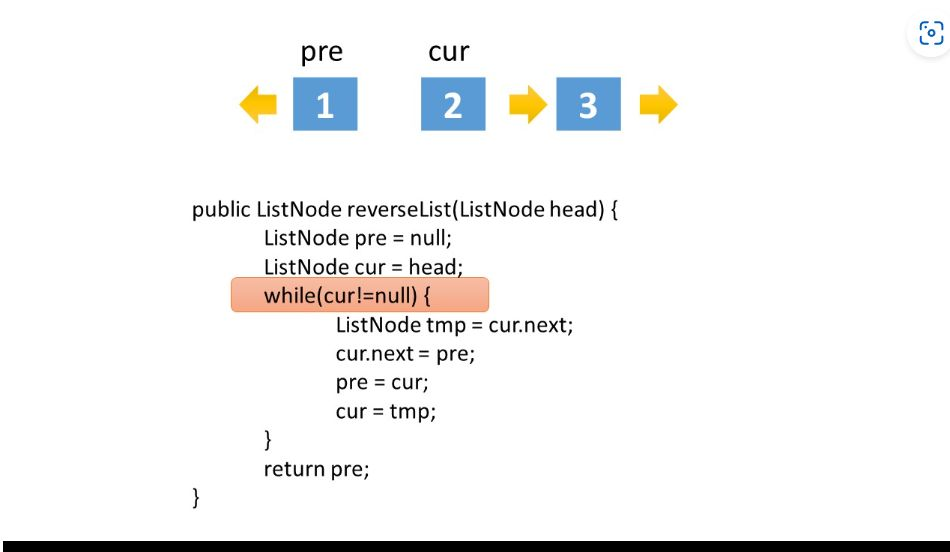 pre cur
1 2 3
public ListNode reverseList(ListNode head) {
ListNode pre = null;
ListNode cur = head;
while(cur!=null) {
ListNode tmp = cur.next;
cur.next = pre;
pre = cur;
cur = tmp;
}
return pre;
}